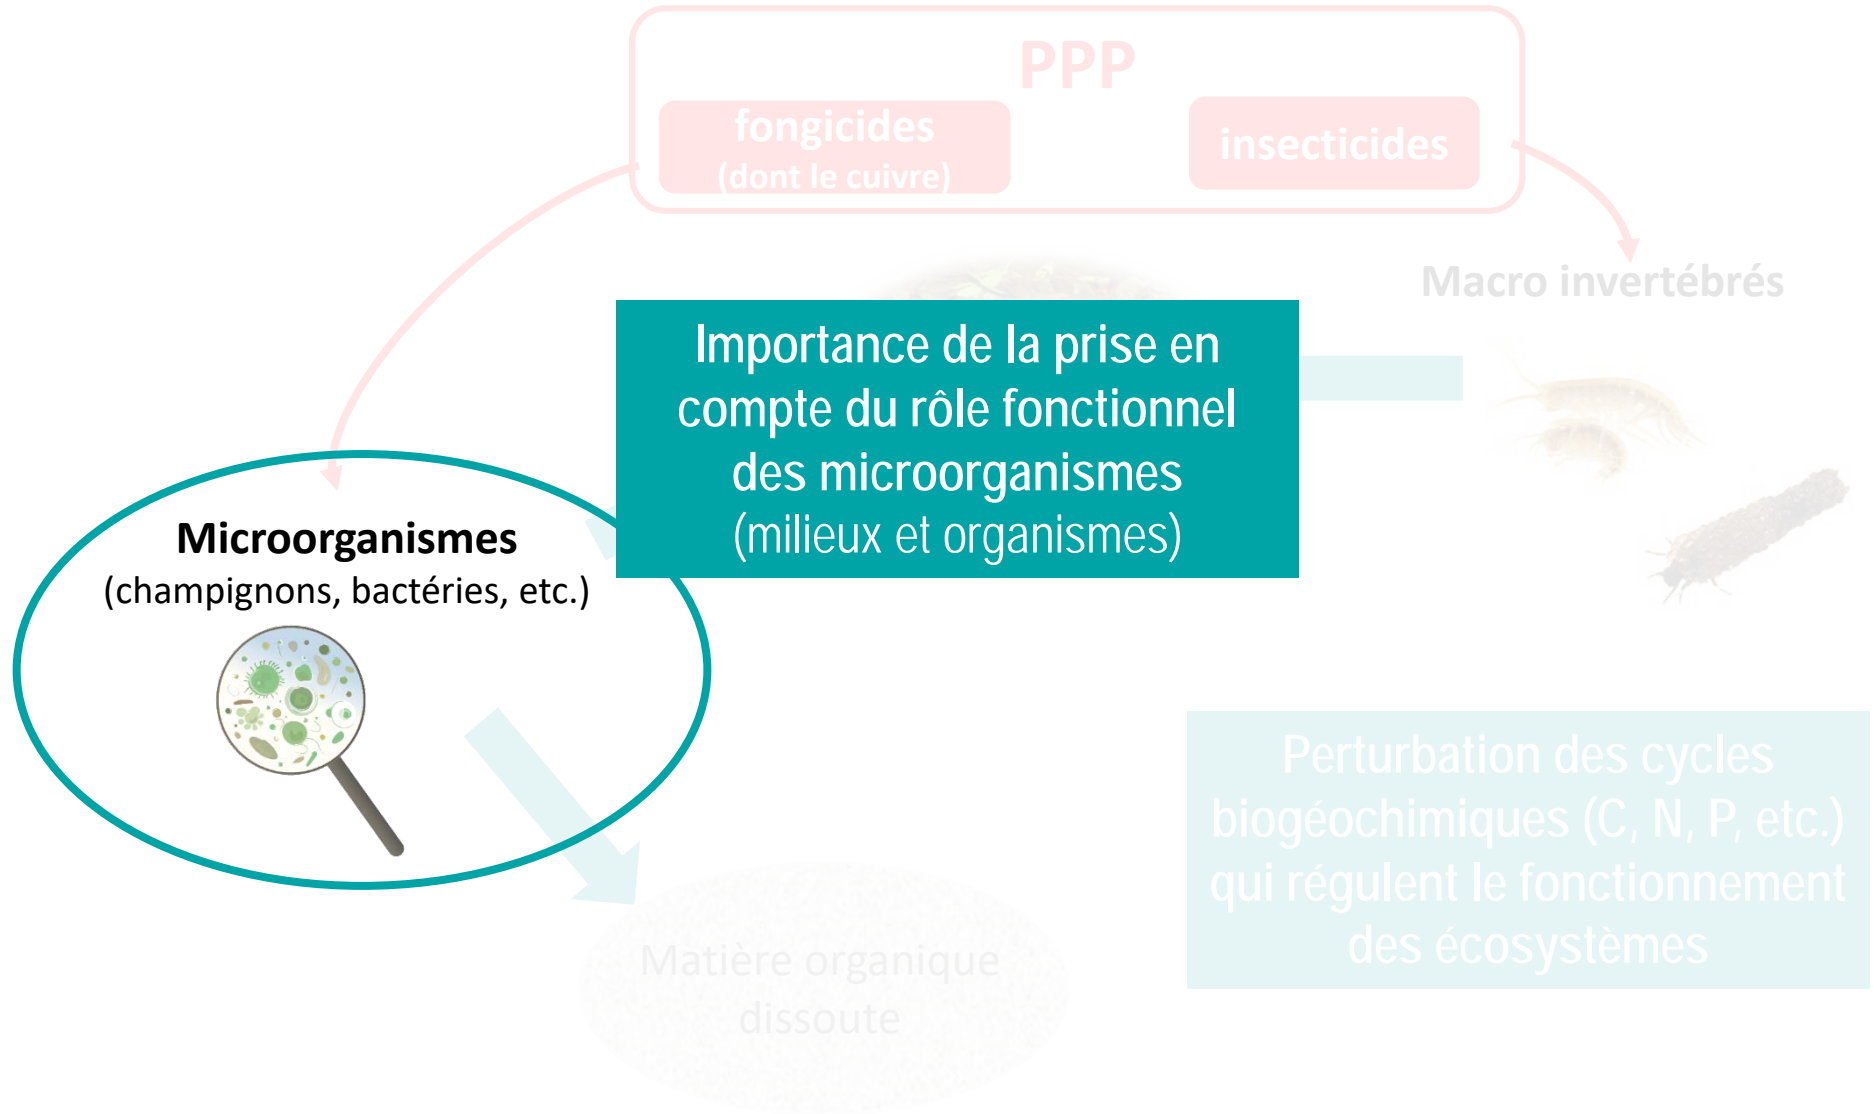 PPP
fongicides
(dont le cuivre)
insecticides
Macro invertébrés
Importance de la prise en
compte du rôle fonctionnel
des microorganismes
(milieux et organismes)
Microorganismes
(champignons, bactéries, etc.)
Perturbation des cycles
biogéochimiques (C, N, P, etc.)
qui régulent le fonctionnement
des écosystèmes
Matière organique
dissoute